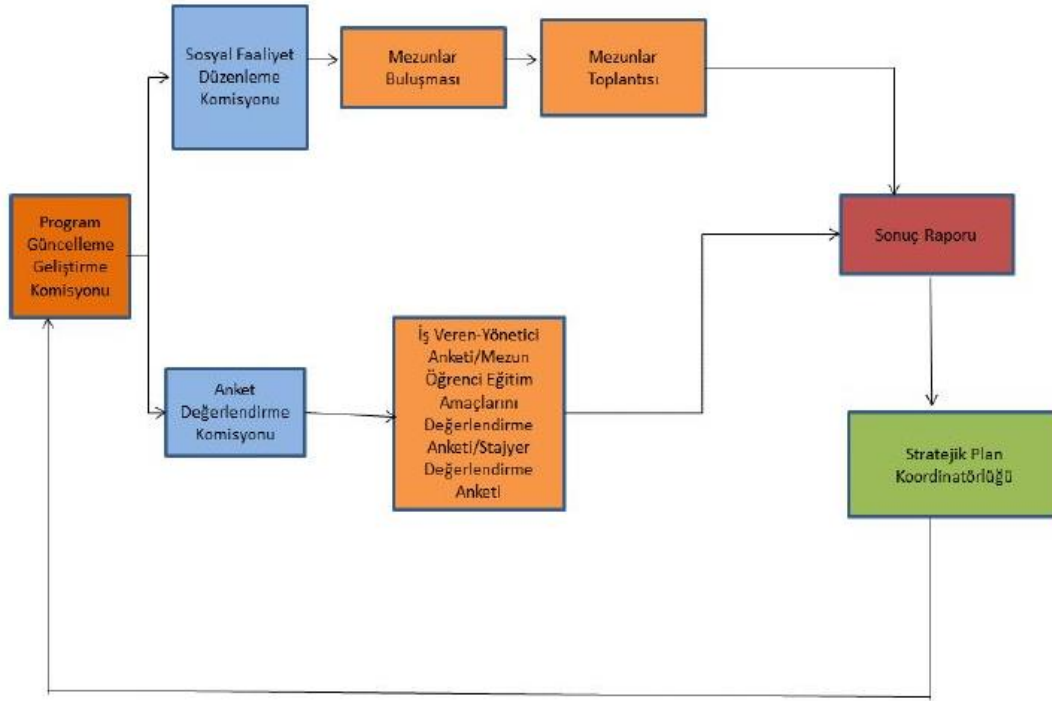 Sosyal Faaliyet
Düzenleme
Komisyonu
Mezunlar
Buluşması
Mezunlar
Toplantısı
Program
Güncelleme
Geliştirme
Komisyonu
Sonuç Raporu
Anket
Değerlendirme
Komisyonu
İş Veren-Yönetici
Anketi/Mezun
Öğrenci Eğitim
Amaçlarını
Değerlendirme
Anketi/Stajyer
Değerlendirme
Anketi
Stratejik Plan
Koordinatörlüğü